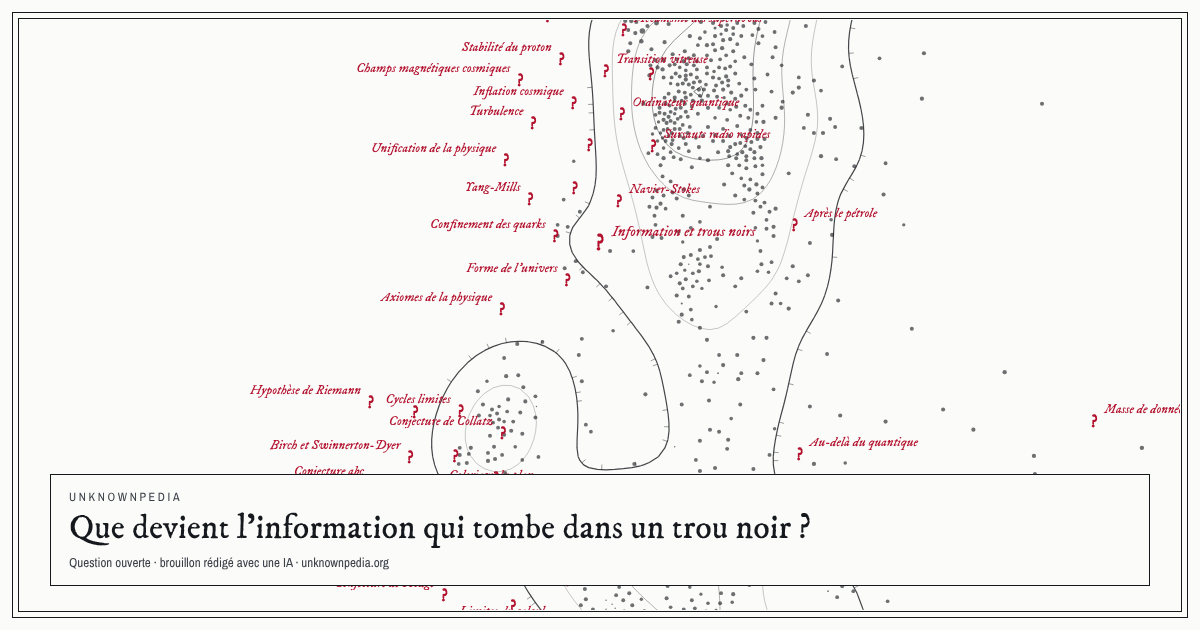 Stabilité du proton
Transition vitreuse
Champs magnétiques cosmiques
Inflation cosmique
Ordinateur quantique
Turbulence
Sursauts radio rapides
Unification de la physique
Yang-Mills
Navier-Stokes
Après le pétrole
Confinement des quarks
Information et trous noirs
Forme de l'univers
Axiomes de la physique
Hypothèse de Riemann
Cycles limites
Masse de donné
Conjecture de Collatz
Birch et Swinnerton-Dyer
Au-delà du quantique
Conjecture abc
UNKNOWNPEDIA
Que devient l'information qui tombe dans un trou noir ?
Question ouverte · brouillon rédigé avec une IA · unknownpedia.org